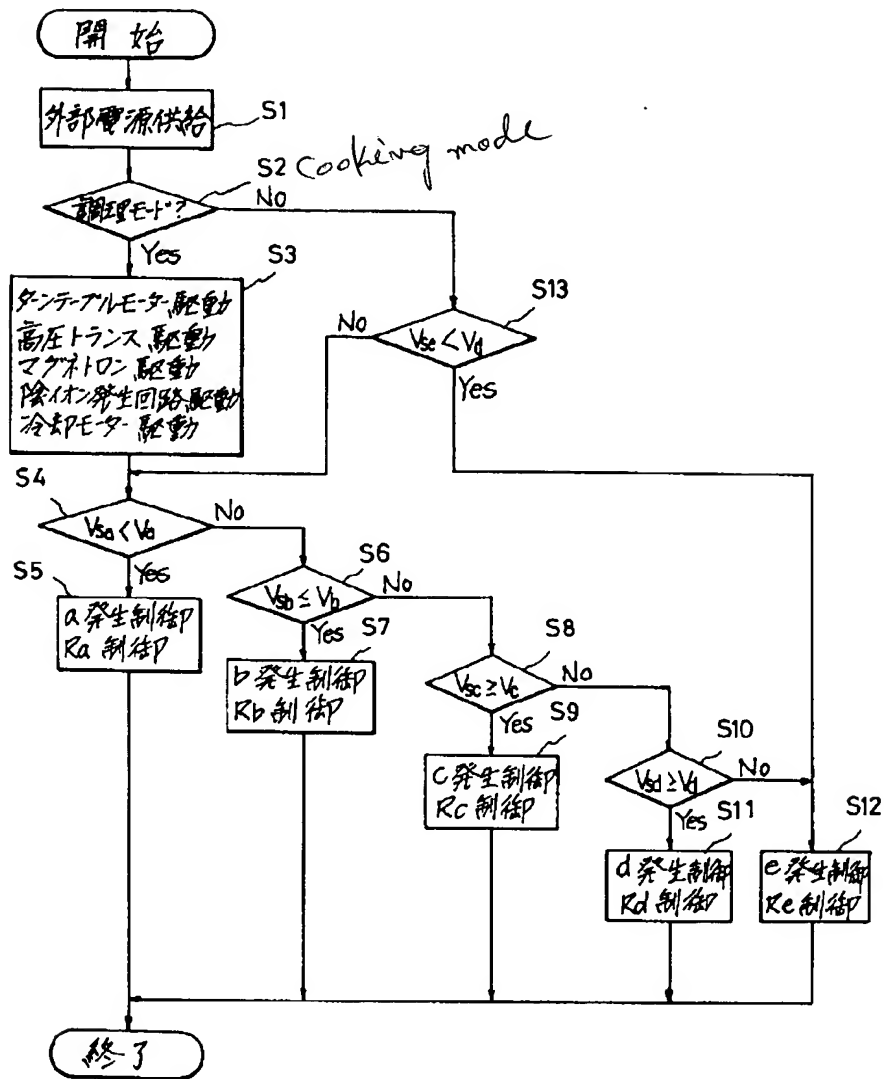 開始
外部電源供給
S1
S2
Cooking mode
調理モード?
No
Yes
S3
ターンテーブルモーター駆動
高圧トランス駆動
マグネトロン駆動
陰イオン発生回路駆動
冷却モーター駆動
S13
Vse < Vd
No
Yes
S4
Vsa < Va
No
Yes
S5
a発生制御
Ra制御
S6
Vsb ≤ Vb
No
Yes
S7
b発生制御
Rb制御
S8
Vsc ≥ Vc
No
Yes
S9
c発生制御
Rc制御
S10
Vsd ≥ Vd
No
Yes
S11
d発生制御
Rd制御
S12
e発生制御
Re制御
終了